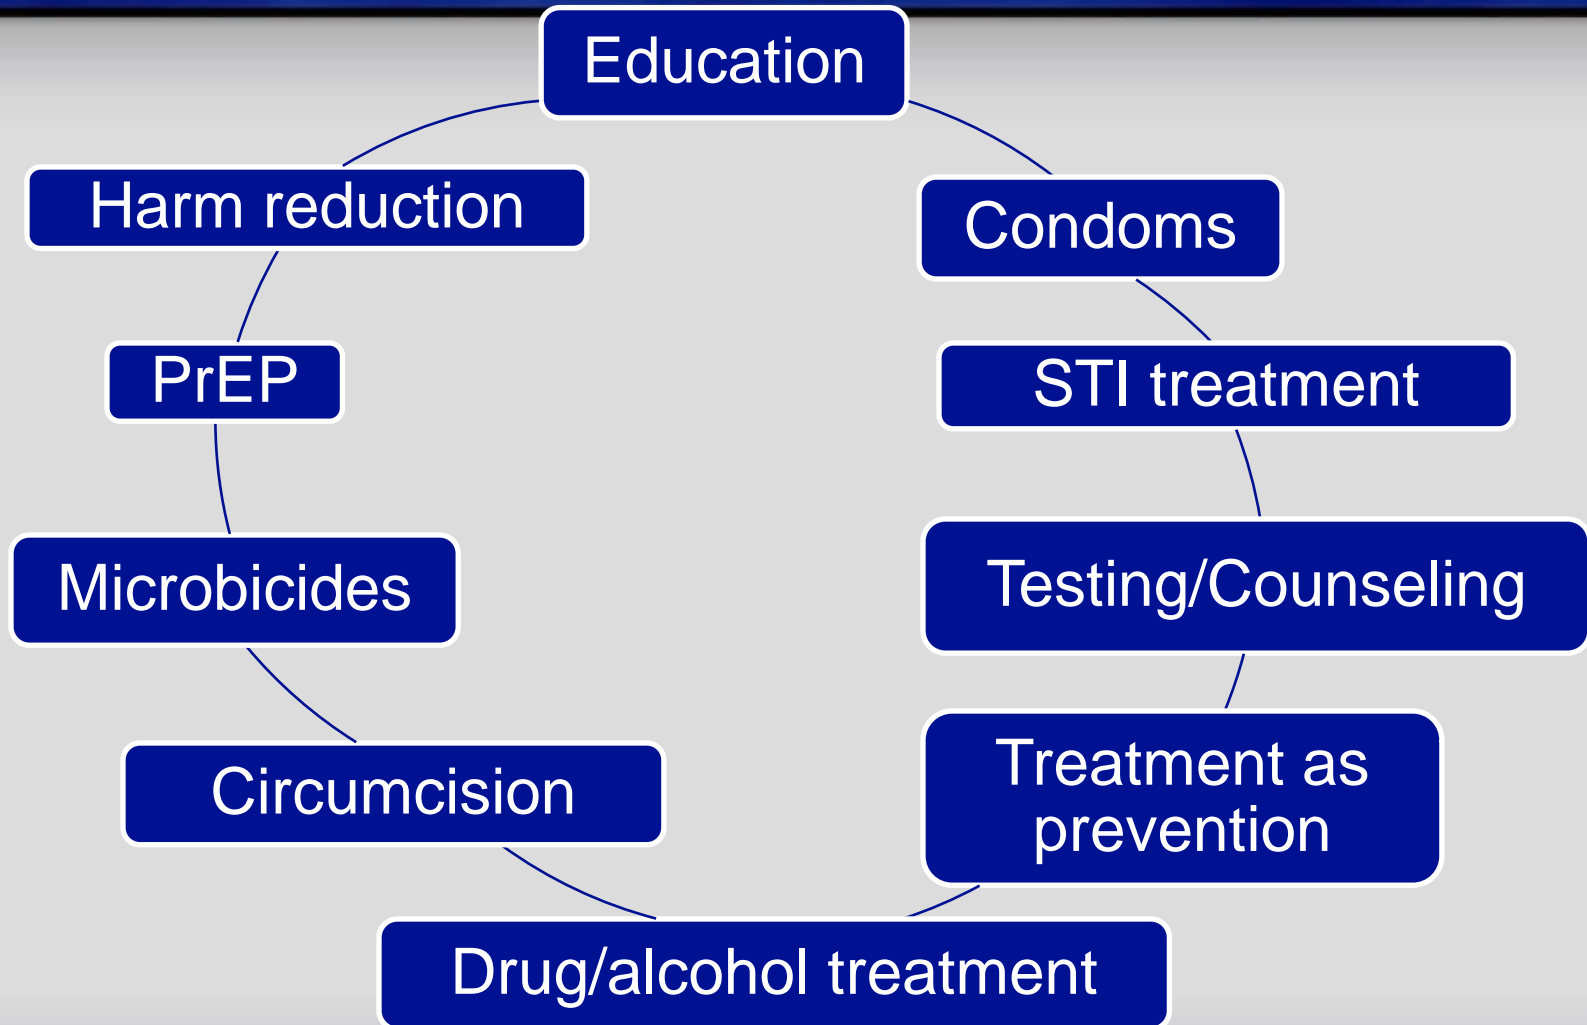 Education
Harm reduction
Condoms
PrEP
STI treatment
Microbicides
Testing/Counseling
Treatment as
prevention
Circumcision
Drug/alcohol treatment